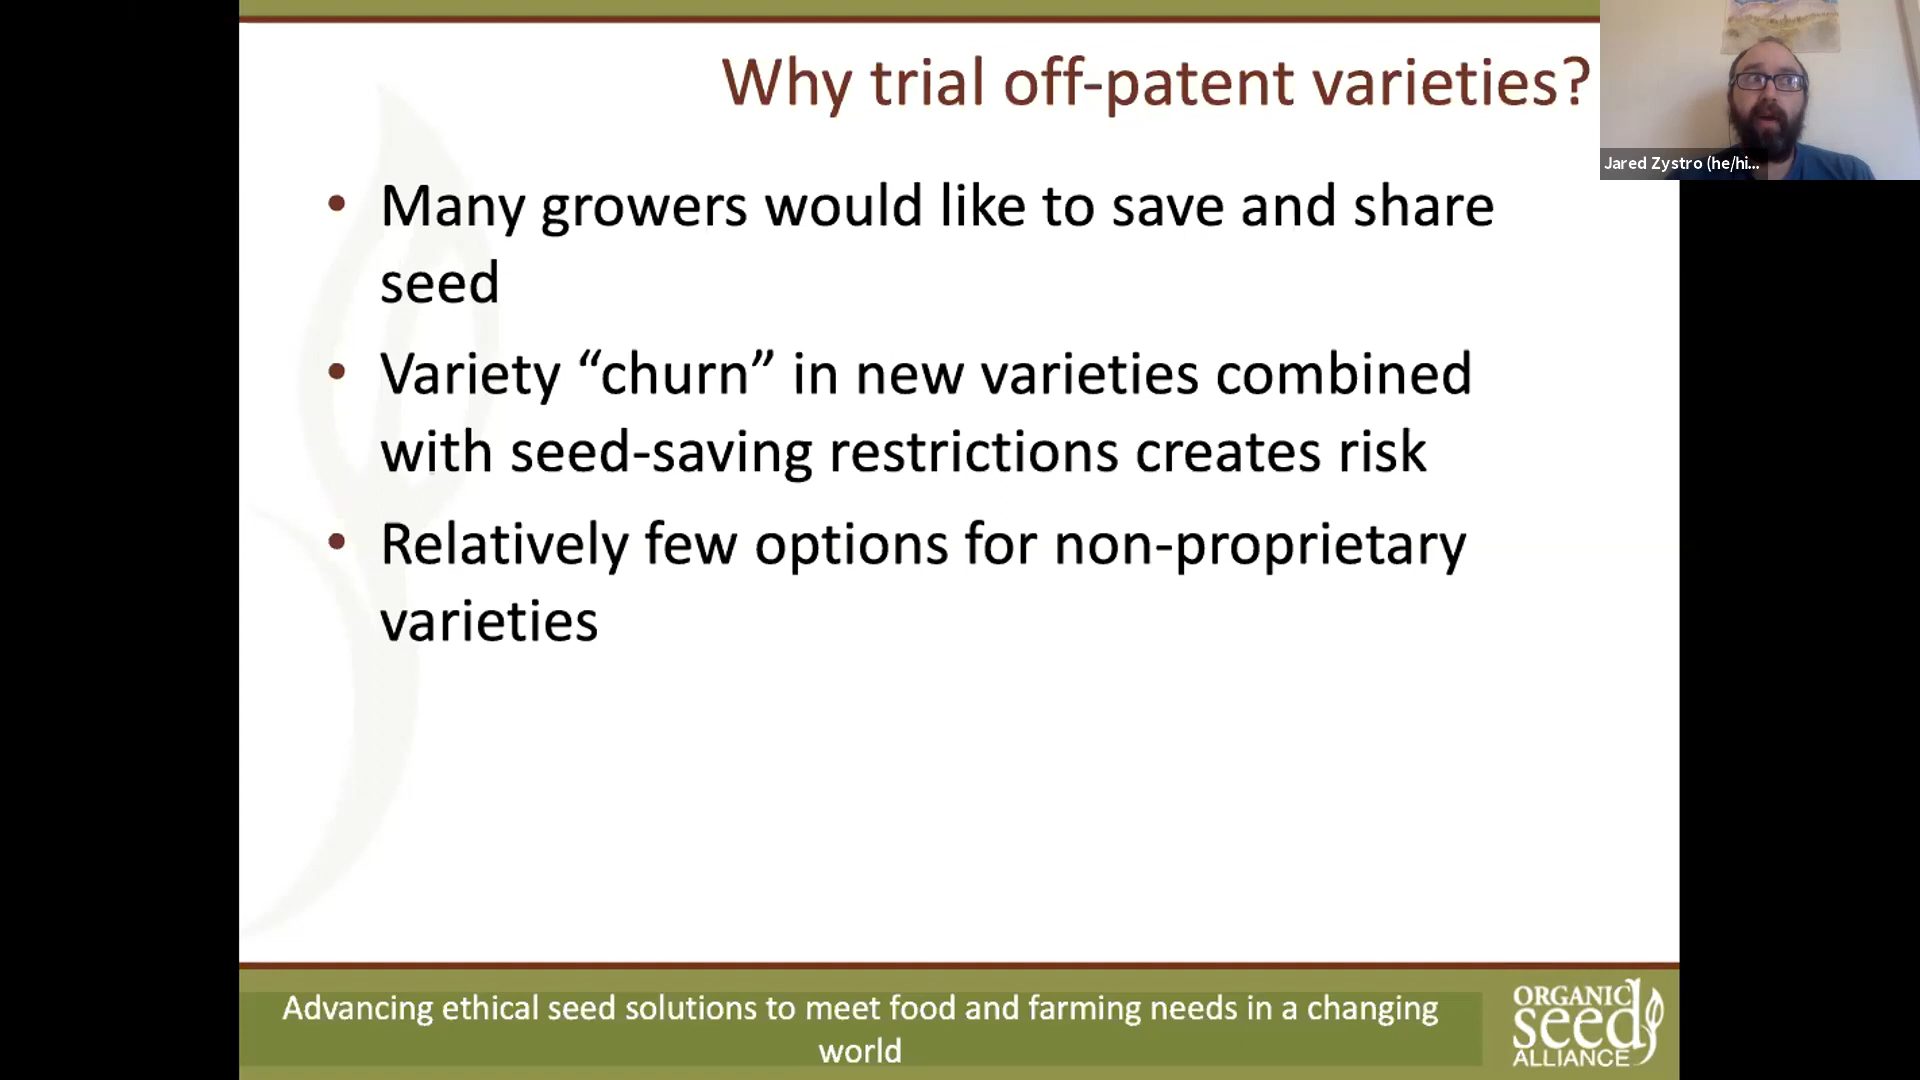 Why trial off-patent varieties?
Jared Zystro (he/hi...
• Many growers would like to save and share
seed
• Variety “churn” in new varieties combined
with seed-saving restrictions creates risk
• Relatively few options for non-proprietary
varieties
Advancing ethical seed solutions to meet food and farming needs in a changing
world
ORGANIC
seed
ALLIANCE